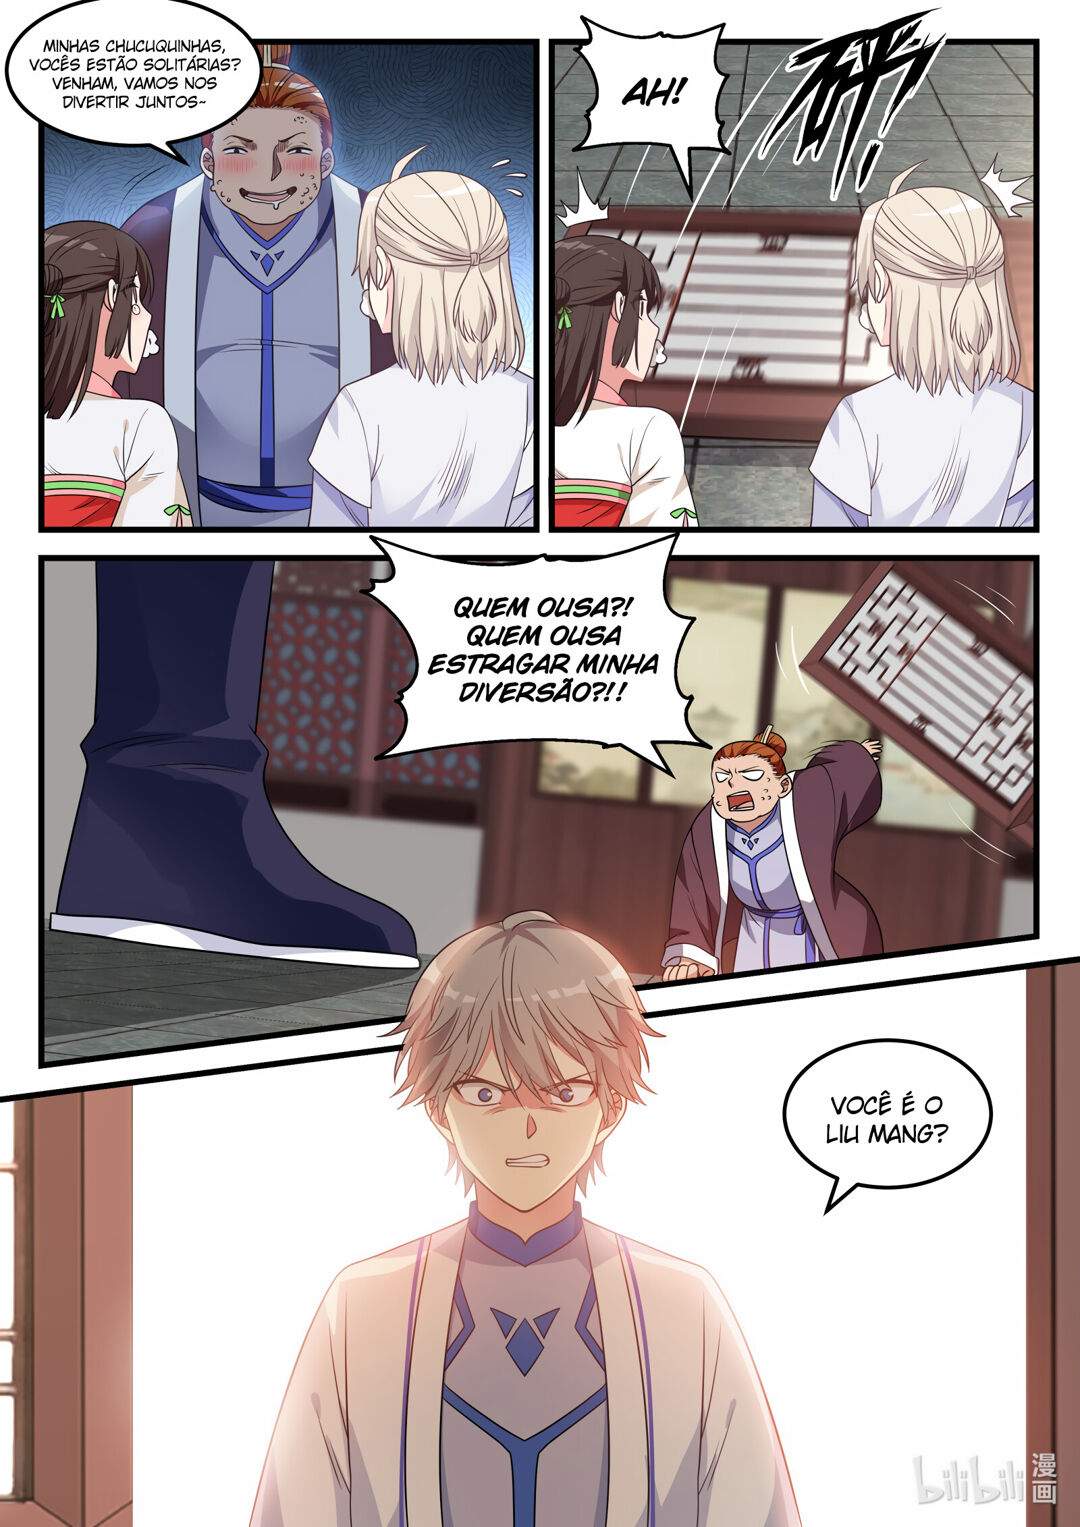 MINHAS CHUCUQUINHAS,
VOCÊS ESTÃO SOLITÁRIAS?
VENHAM, VAMOS NOS
DIVERTIR JUNTOS~
AH!
QUEM OUSA?!
QUEM OUSA
ESTRAGAR MINHA
DIVERSÃO?!!
VOCÊ É O
LIU MANG?
bilibili 漫画